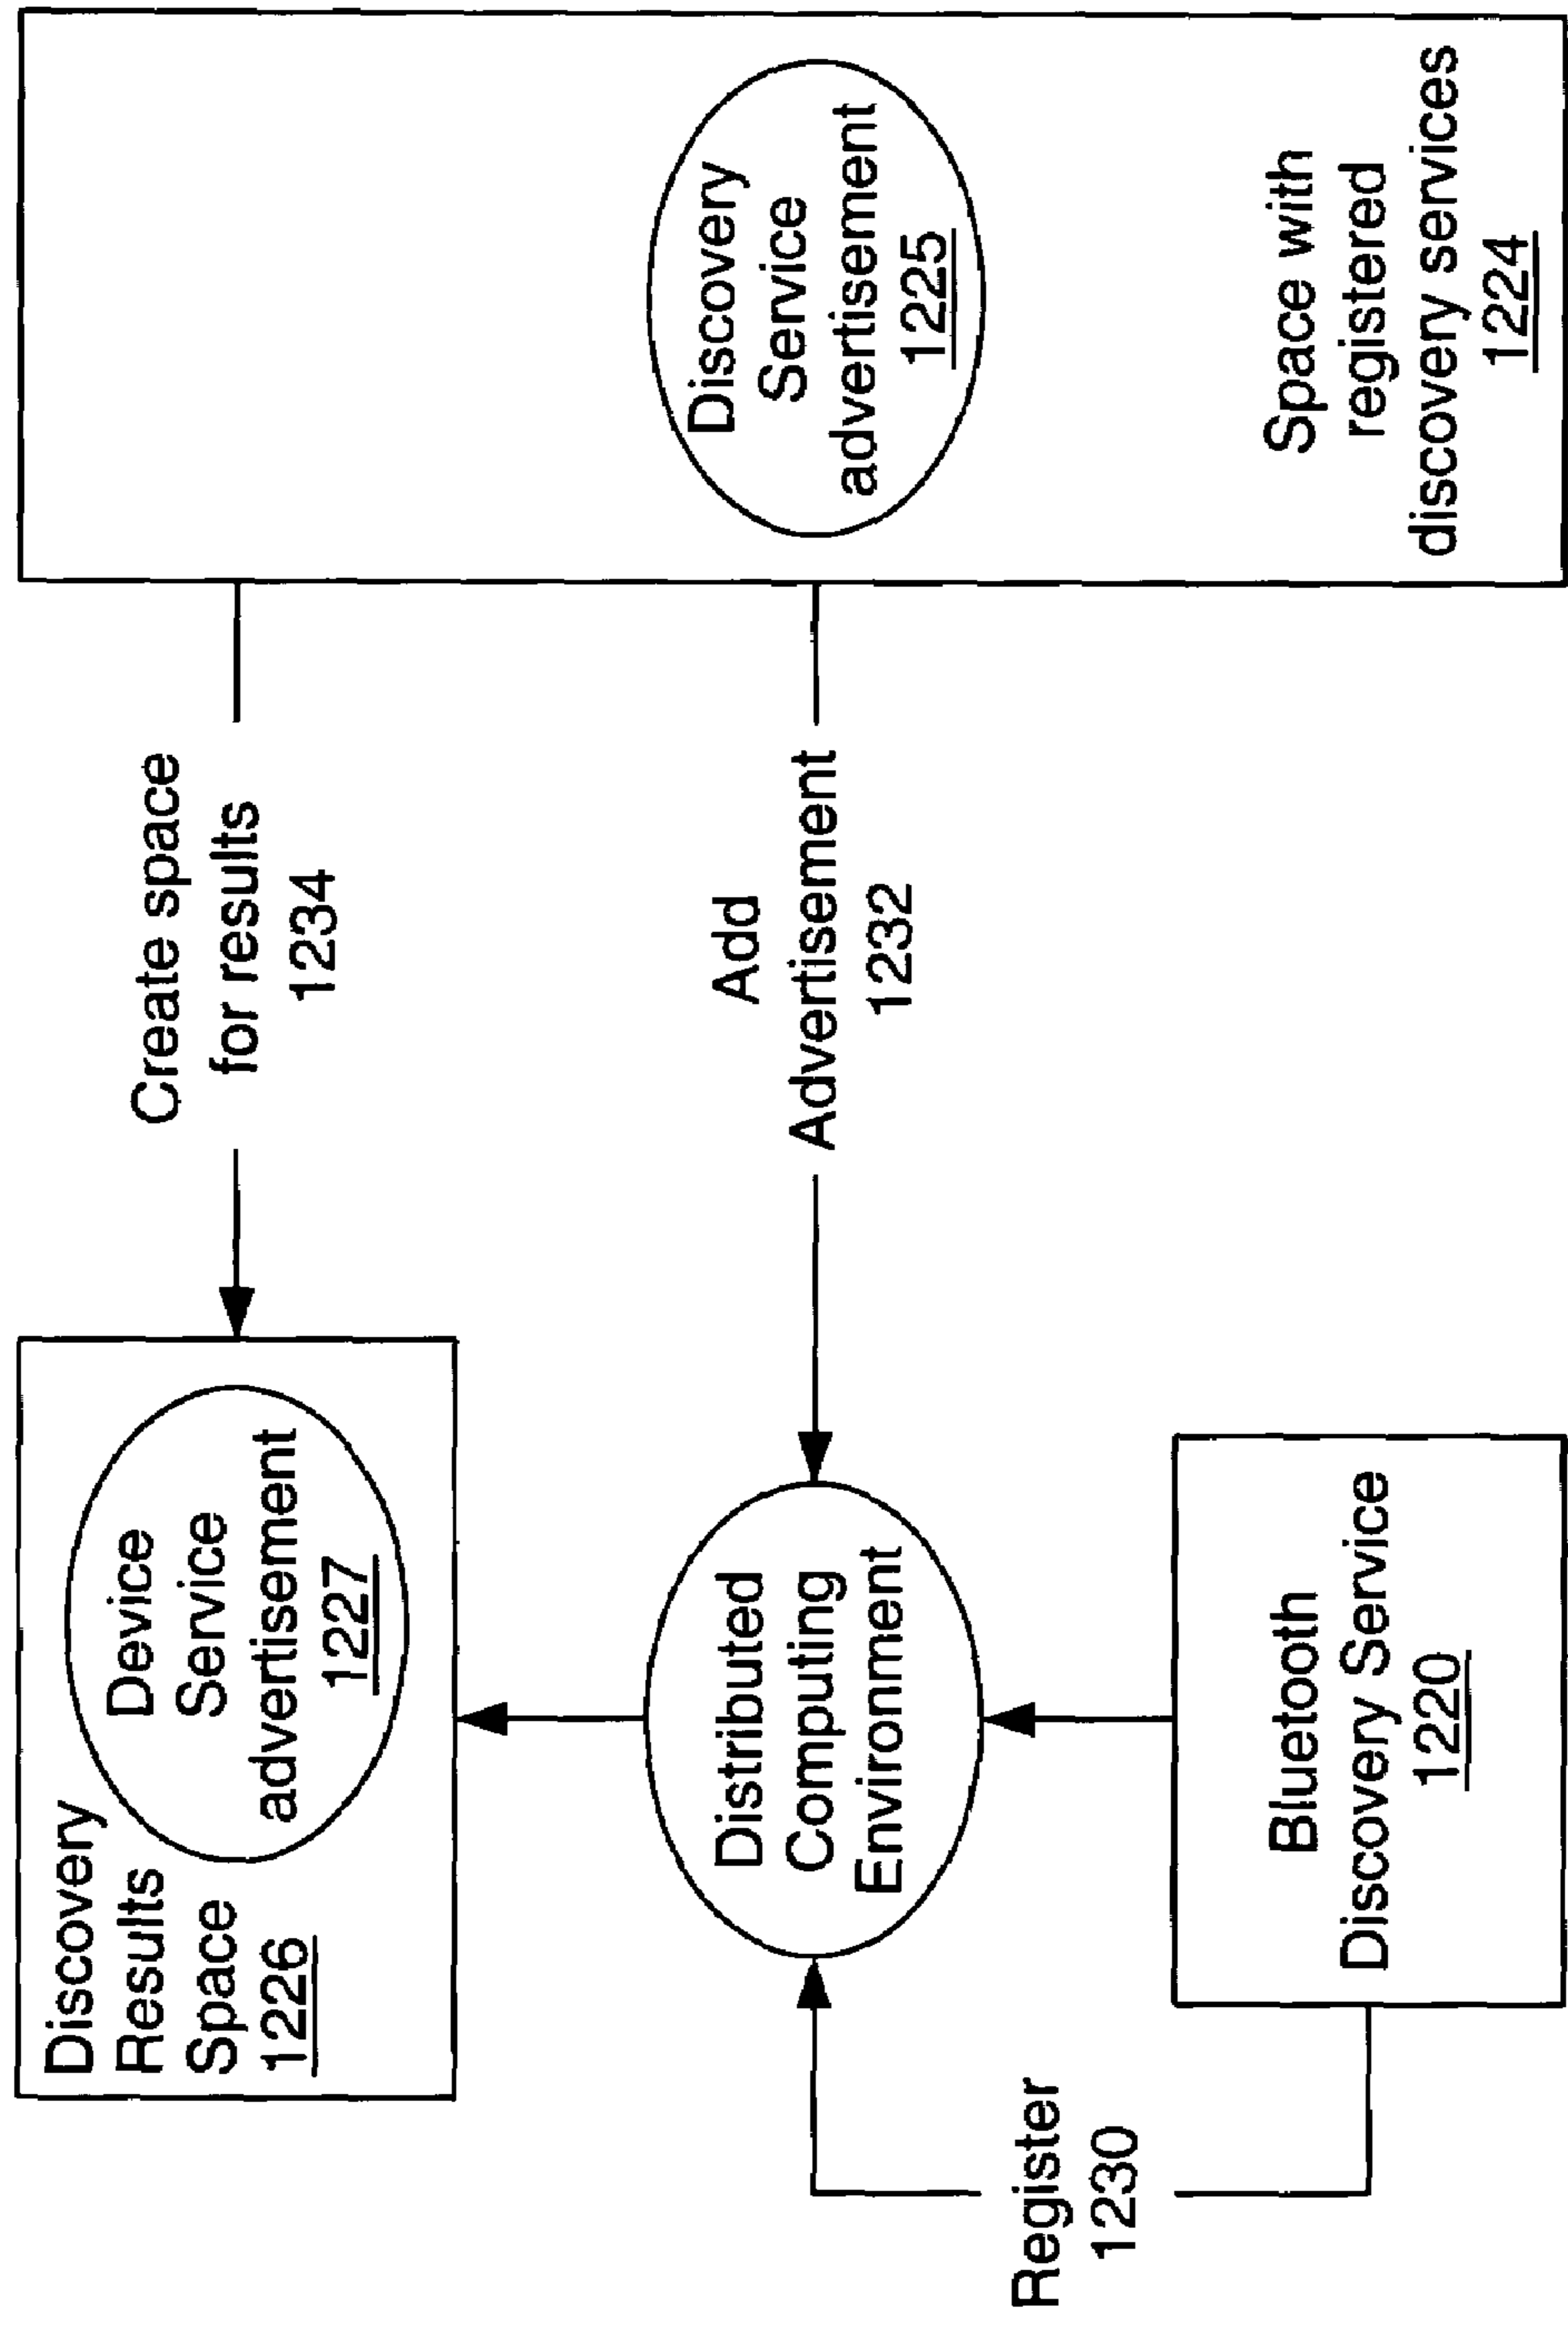 Discovery
Results
Space
1226
Device
Service
advertisement
1227
Create space
for results
1234
Discovery
Service
advertisement
1225
Space with
registered
discovery services
1224
Distributed
Computing
Environment
Add
Advertisement
1232
Register
1230
Bluetooth
Discovery Service
1220